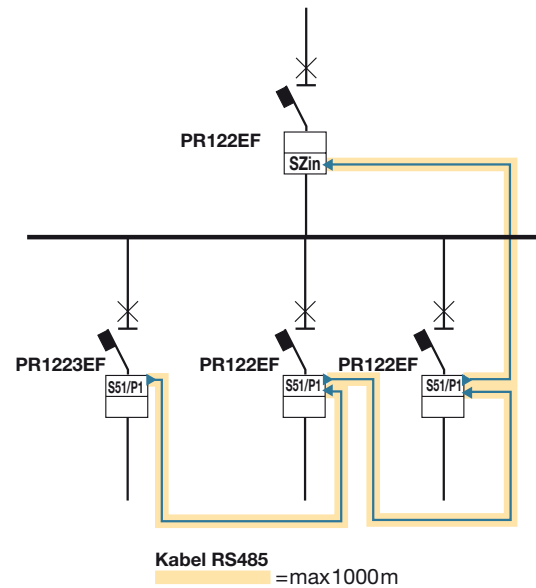 PR122EF
SZin
PR1223EF
PR122EF
PR122EF
S51/P1
S51/P1
S51/P1
Kabel RS485
=max1000m